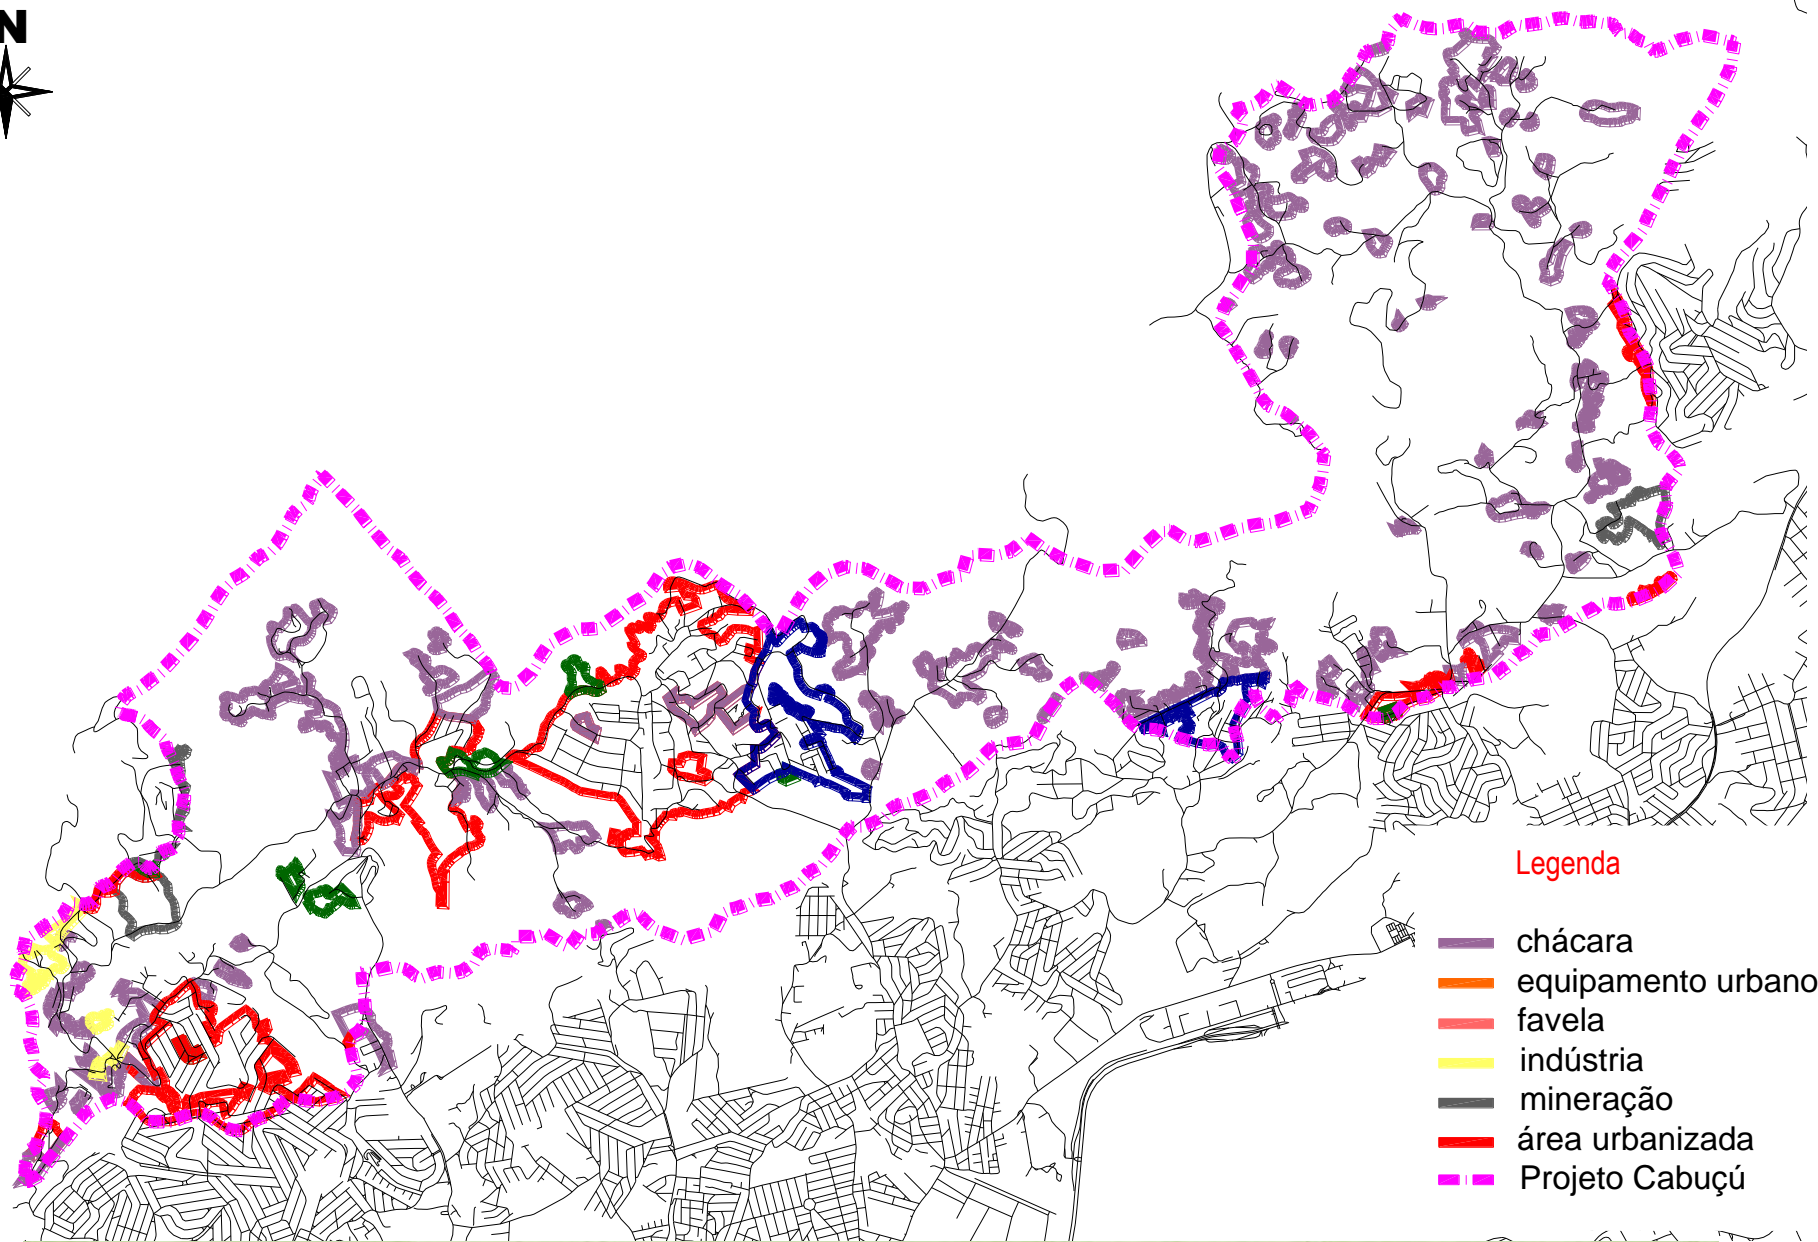 N
Legenda
chácara
equipamento urbano
favela
indústria
mineração
área urbanizada
Projeto Cabuçú